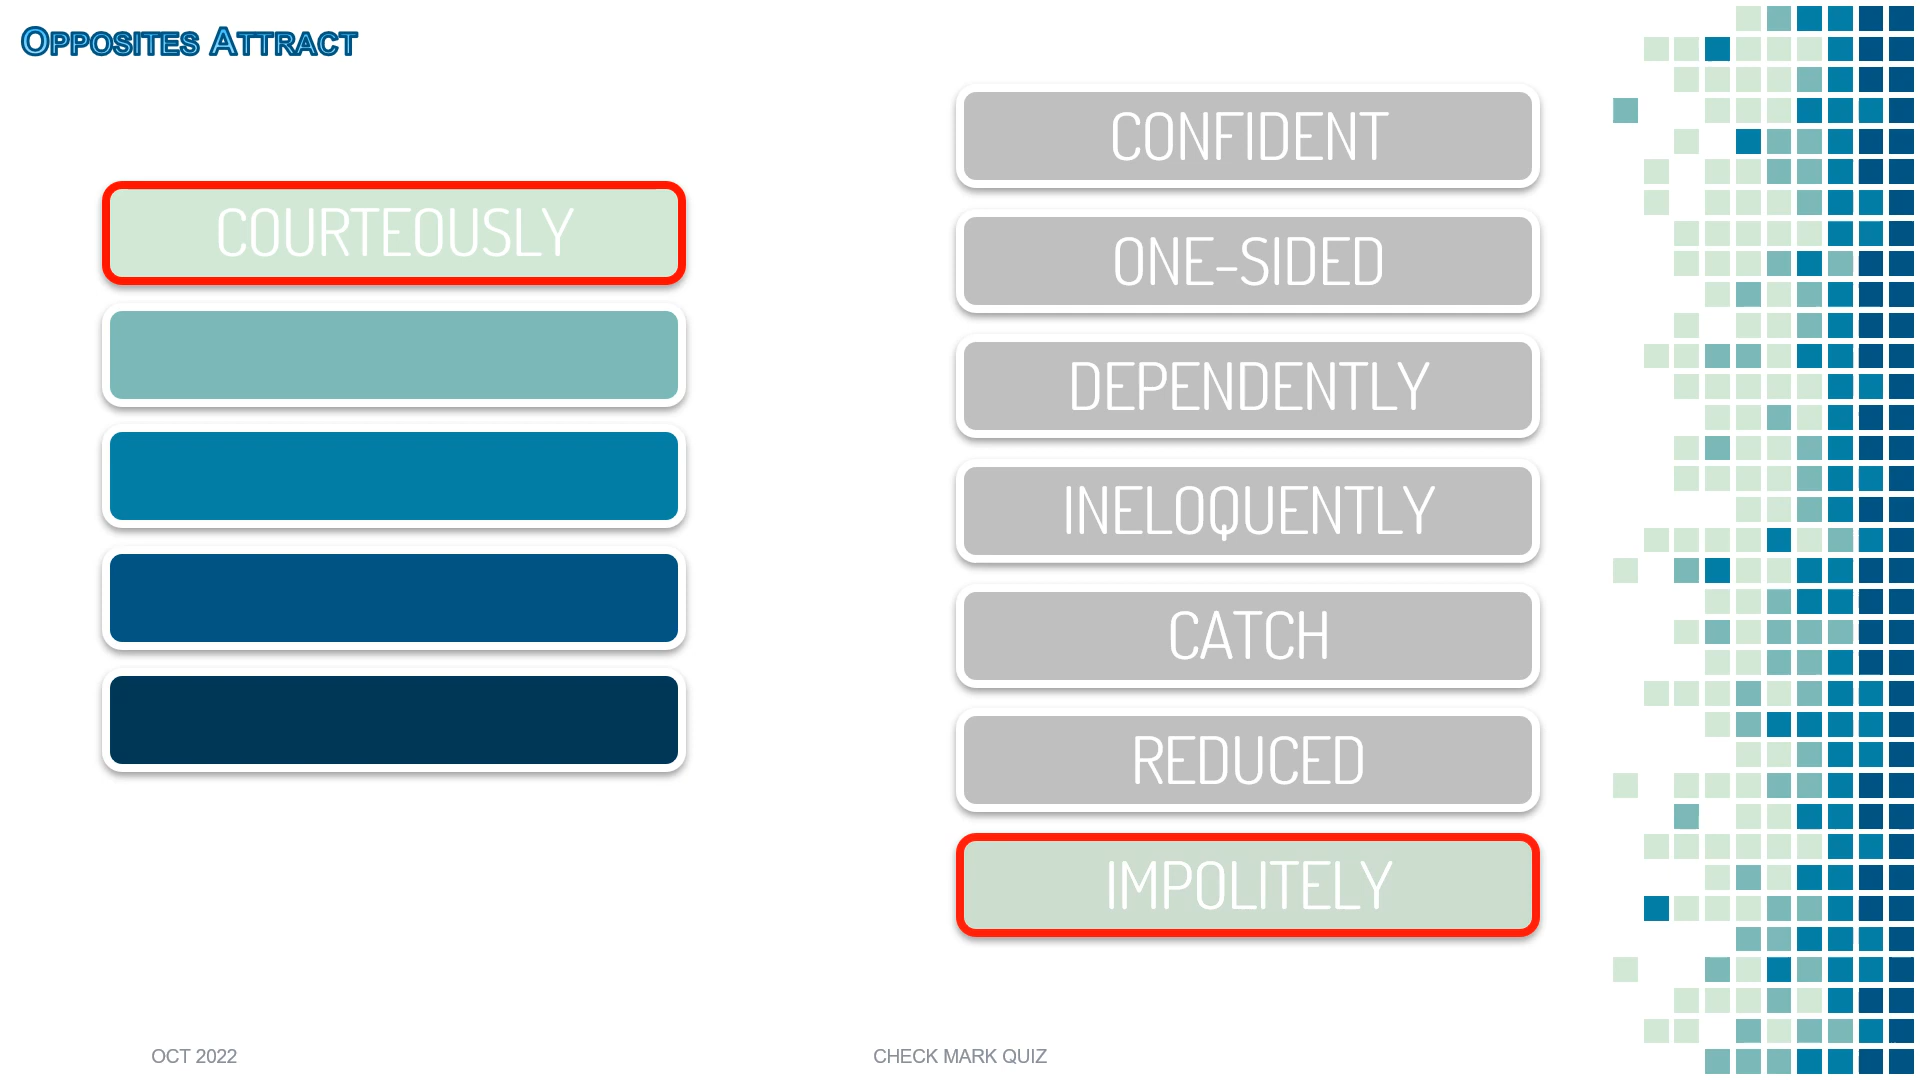 OPPOSITES ATTRACT
COURTEOUSLY
CONFIDENT
ONE-SIDED
DEPENDENTLY
INELOQUENTLY
CATCH
REDUCED
IMPOLITELY
OCT 2022
CHECK MARK QUIZ